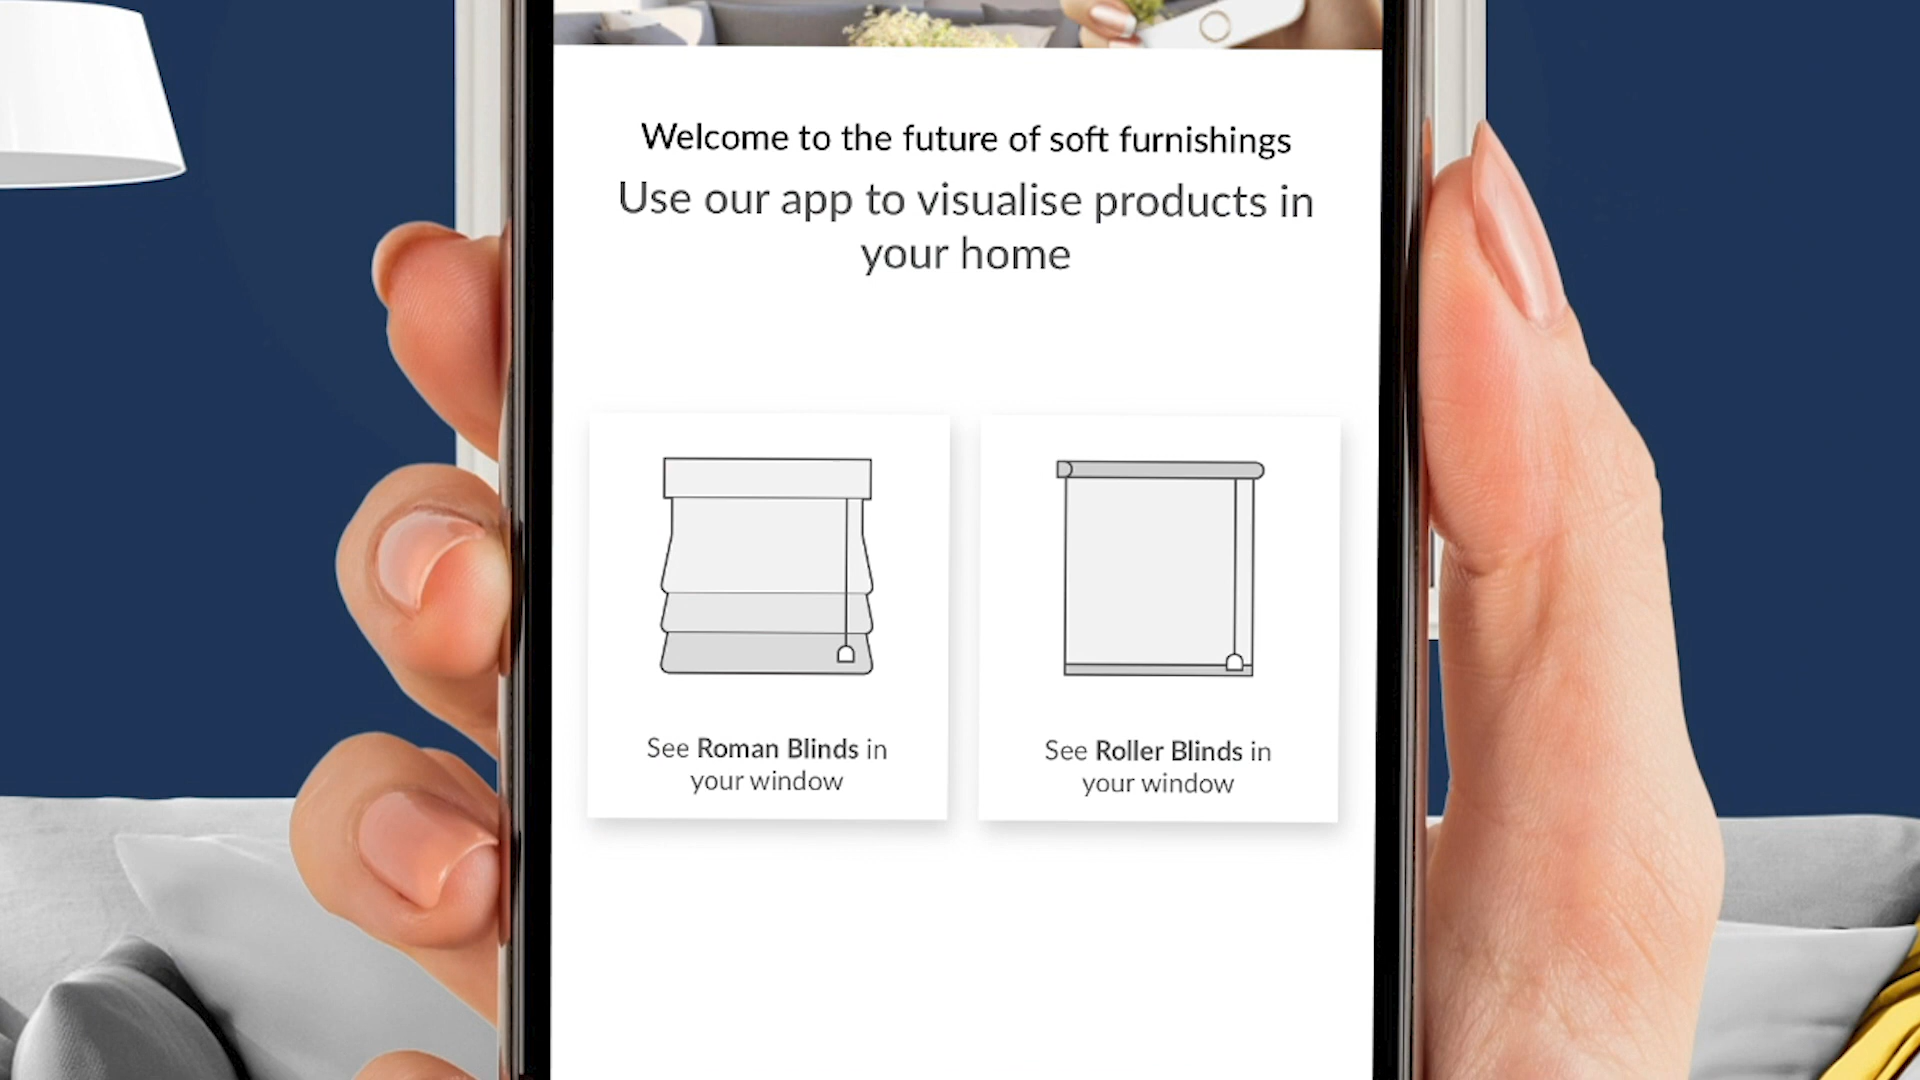 Welcome to the future of soft furnishings
Use our app to visualise products in
your home
See Roman Blinds in
your window
See Roller Blinds in
your window